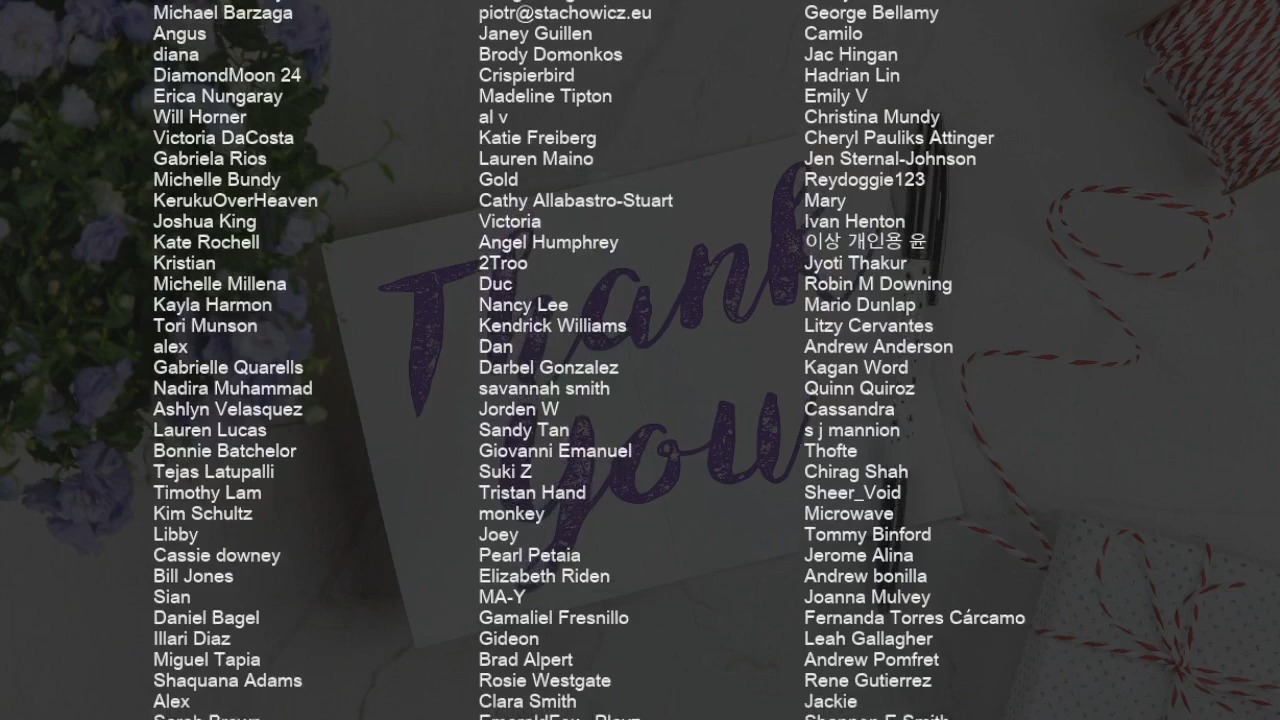 Michael Barzaga
Angus
diana
DiamondMoon 24
Erica Nungaray
Will Horner
Victoria DaCosta
Gabriela Rios
Michelle Bundy
KerukuOverHeaven
Joshua King
Kate Rochell
Kristian
Michelle Millena
Kayla Harmon
Tori Munson
alex
Gabrielle Quarells
Nadira Muhammad
Ashlyn Velasquez
Lauren Lucas
Bonnie Batchelor
Tejas Latupalli
Timothy Lam
Kim Schultz
Libby
Cassie downey
Bill Jones
Sian
Daniel Bagel
Illari Diaz
Miguel Tapia
Shaquana Adams
Alex
Sarah Brown
piotr@stachowicz.eu
Janey Guillen
Brody Domonkos
Crispierbird
Madeline Tipton
al v
Katie Freiberg
Lauren Maino
Gold
Cathy Allabastro-Stuart
Victoria
Angel Humphrey
2Troo
Duc
Nancy Lee
Kendrick Williams
Dan
Darbel Gonzalez
savannah smith
Jorden W
Sandy Tan
Giovanni Emanuel
Suki Z
Tristan Hand
monkey
Joey
Pearl Petaia
Elizabeth Riden
MA-Y
Gamaliel Fresnillo
Gideon
Brad Alpert
Rosie Westgate
Clara Smith
George Bellamy
Camilo
Jac Hingan
Hadrian Lin
Emily V
Christina Mundy
Cheryl Pauliks Attinger
Jen Sternal-Johnson
Reydoggie123
Mary
Ivan Henton
이상 개인용 윤
Jyoti Thakur
Robin M Downing
Mario Dunlap
Litzy Cervantes
Andrew Anderson
Kagan Word
Quinn Quiroz
Cassandra
s j mannion
Thofte
Chirag Shah
Sheer_Void
Microwave
Tommy Binford
Jerome Alina
Andrew bonilla
Joanna Mulvey
Fernanda Torres Cárcamo
Leah Gallagher
Andrew Pomfret
Rene Gutierrez
Jackie
Shannon E Smith
Thank
you